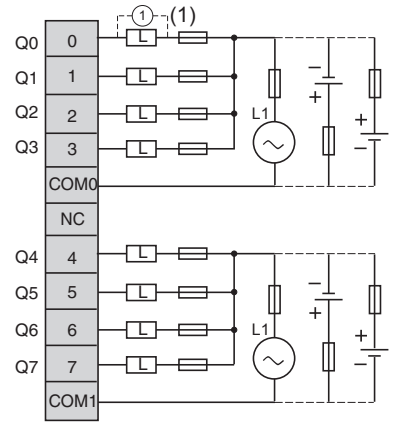 ① (1)
Q0 0 L
Q1 1 L
Q2 2 L
Q3 3 L
L1
− +
+ −
COM0
NC
Q4 4 L
Q5 5 L
Q6 6 L
Q7 7 L
L1
− +
+ −
COM1